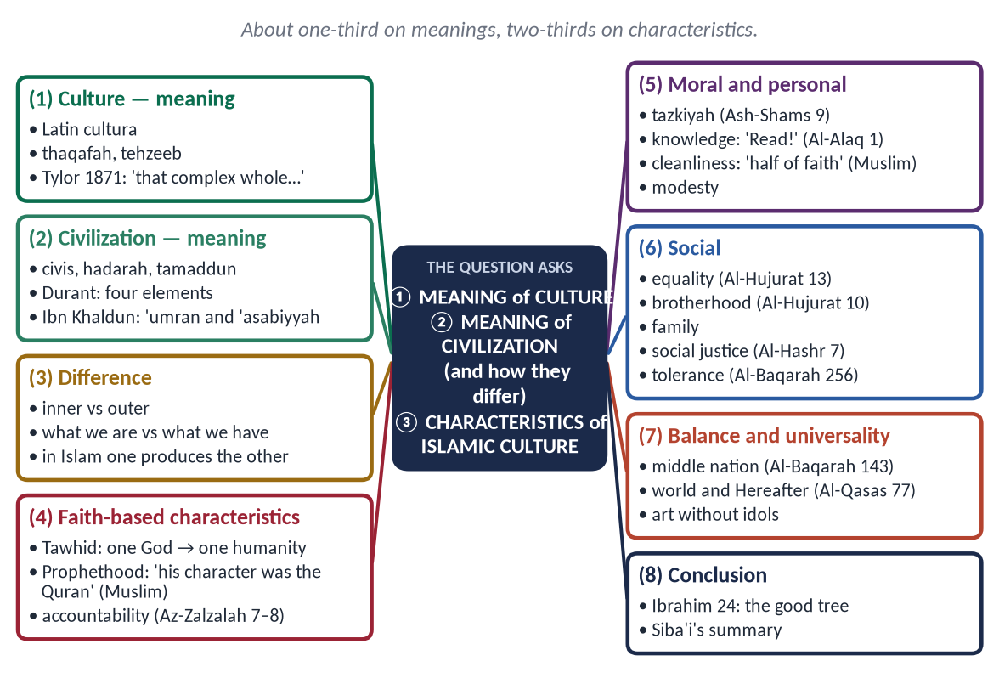 About one-third on meanings, two-thirds on characteristics.
(1) Culture — meaning
• Latin cultura
• thaqafah, tehzeeb
• Tylor 1871: 'that complex whole...'
(2) Civilization — meaning
• civis, hadarah, tamaddun
• Durant: four elements
• Ibn Khaldun: 'umran and 'asabiyyah
(3) Difference
• inner vs outer
• what we are vs what we have
• in Islam one produces the other
(4) Faith-based characteristics
• Tawhid: one God → one humanity
• Prophethood: 'his character was the
Quran' (Muslim)
• accountability (Az-Zalzalah 7–8)
THE QUESTION ASKS
① MEANING of CULTURE
② MEANING of
CIVILIZATION
(and how they
differ)
③ CHARACTERISTICS of
ISLAMIC CULTURE
(5) Moral and personal
• tazkiyah (Ash-Shams 9)
• knowledge: 'Read!' (Al-Alaq 1)
• cleanliness: 'half of faith' (Muslim)
• modesty
(6) Social
• equality (Al-Hujurat 13)
• brotherhood (Al-Hujurat 10)
• family
• social justice (Al-Hashr 7)
• tolerance (Al-Baqarah 256)
(7) Balance and universality
• middle nation (Al-Baqarah 143)
• world and Hereafter (Al-Qasas 77)
• art without idols
(8) Conclusion
• Ibrahim 24: the good tree
• Siba'i's summary